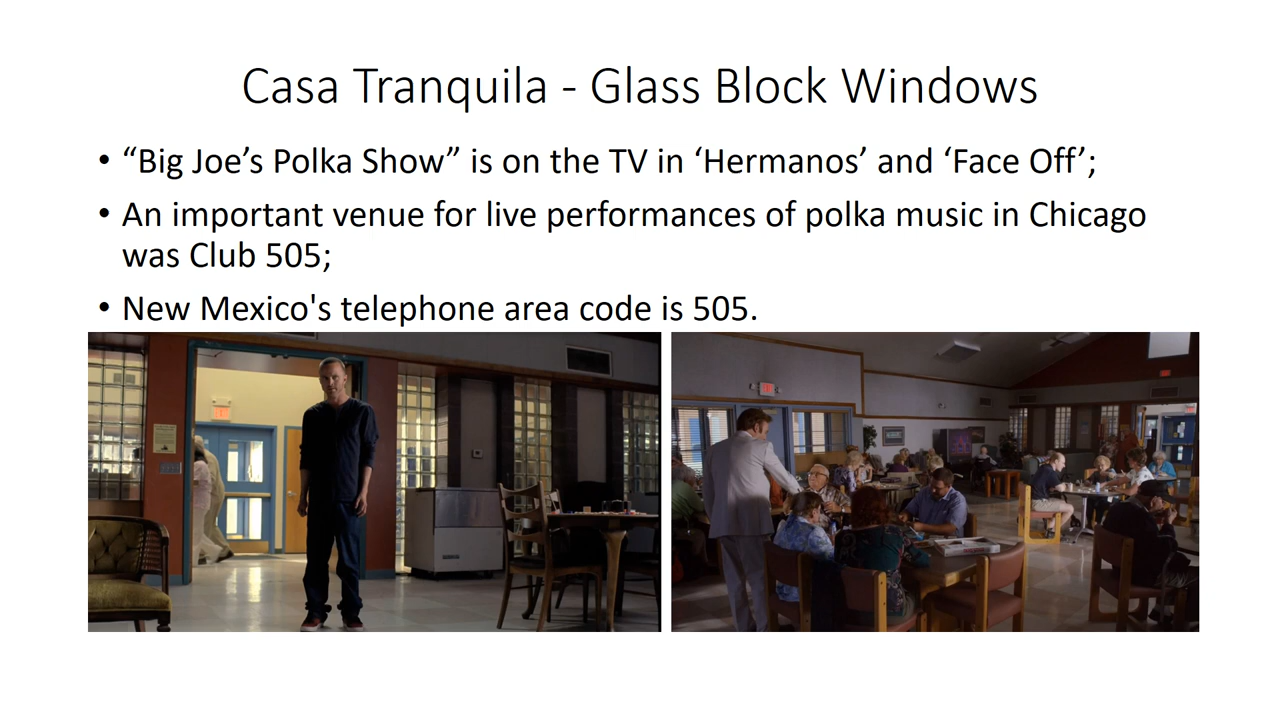 Casa Tranquila - Glass Block Windows
• “Big Joe’s Polka Show” is on the TV in ‘Hermanos’ and ‘Face Off’;
• An important venue for live performances of polka music in Chicago
was Club 505;
• New Mexico's telephone area code is 505.